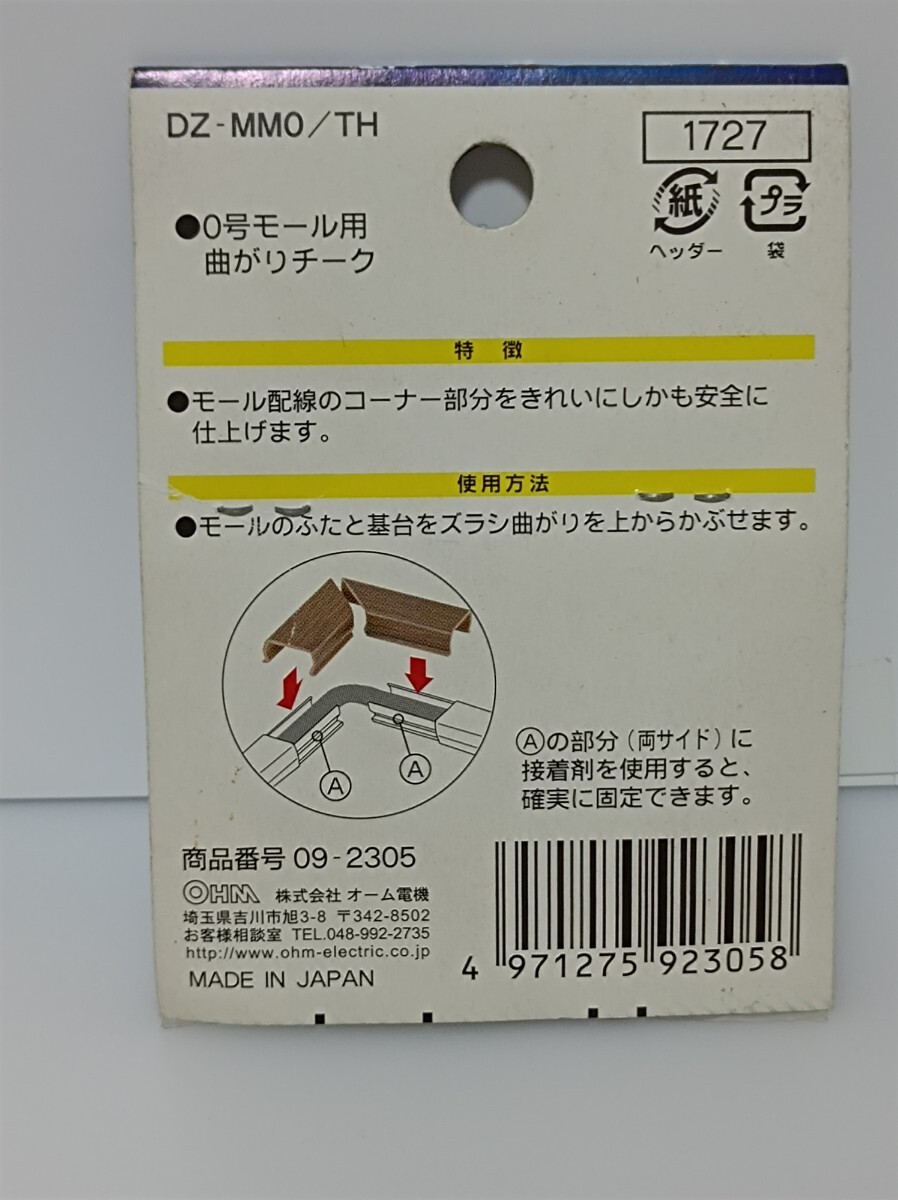 DZ-MM0/TH
1727
紙
プラ
ヘッダー
袋
●0号モール用
曲がりチーク
特 徴
●モール配線のコーナー部分をきれいにしかも安全に
仕上げます。
使用方法
●モールのふたと基台をズラシ曲がりを上からかぶせます。
A
A
Ⓐの部分(両サイド)に
接着剤を使用すると、
確実に固定できます。
商品番号 09-2305
OHM 株式会社 オーム電機
埼玉県吉川市旭3-8 〒342-8502
お客様相談室 TEL.048-992-2735
http://www.ohm-electric.co.jp
MADE IN JAPAN
4 971275 923058